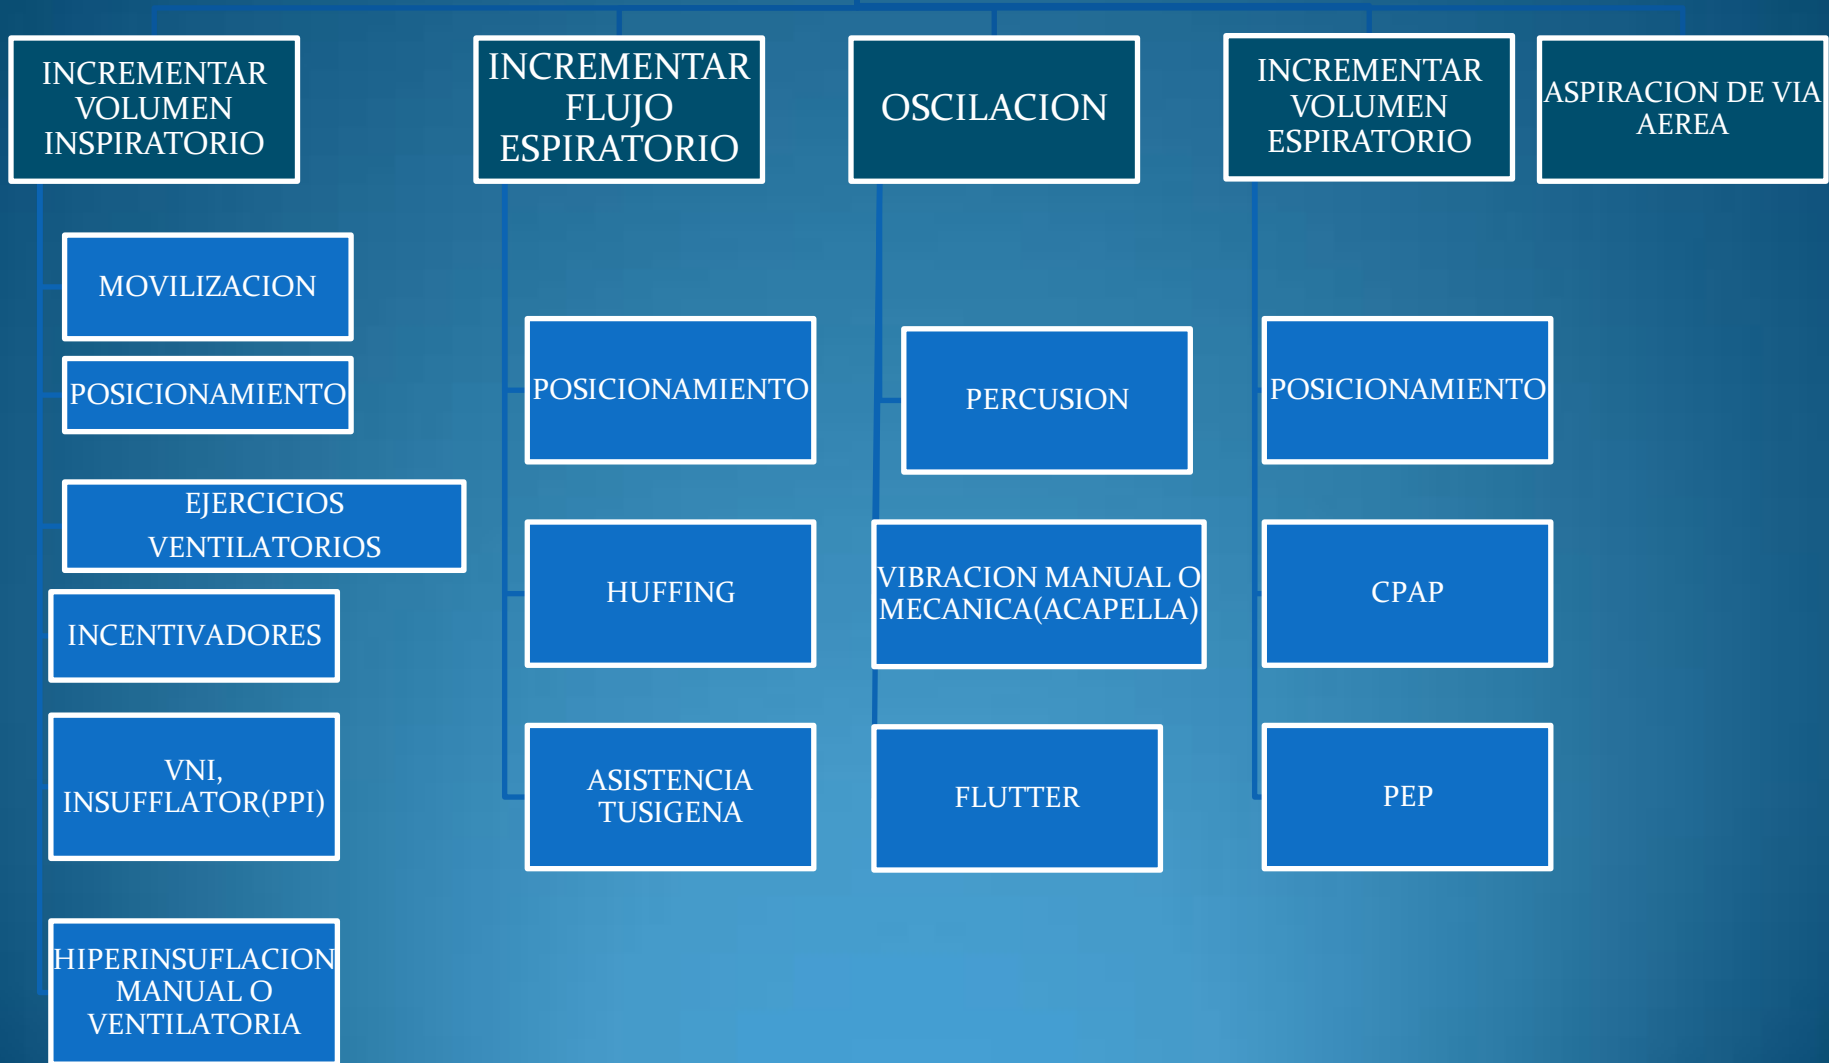 INCREMENTAR
VOLUMEN
INSPIRATORIO
MOVILIZACION
POSICIONAMIENTO
EJERCICIOS
VENTILATORIOS
INCENTIVADORES
VNI,
INSUFFLATOR(PPI)
HIPERINSUFLACION
MANUAL O
VENTILATORIA
INCREMENTAR
FLUJO
ESPIRATORIO
POSICIONAMIENTO
HUFFING
ASISTENCIA
TUSIGENA
OSCILACION
PERCUSION
VIBRACION MANUAL O
MECANICA(ACAPELLA)
FLUTTER
INCREMENTAR
VOLUMEN
ESPIRATORIO
POSICIONAMIENTO
CPAP
PEP
ASPIRACION DE VIA
AEREA